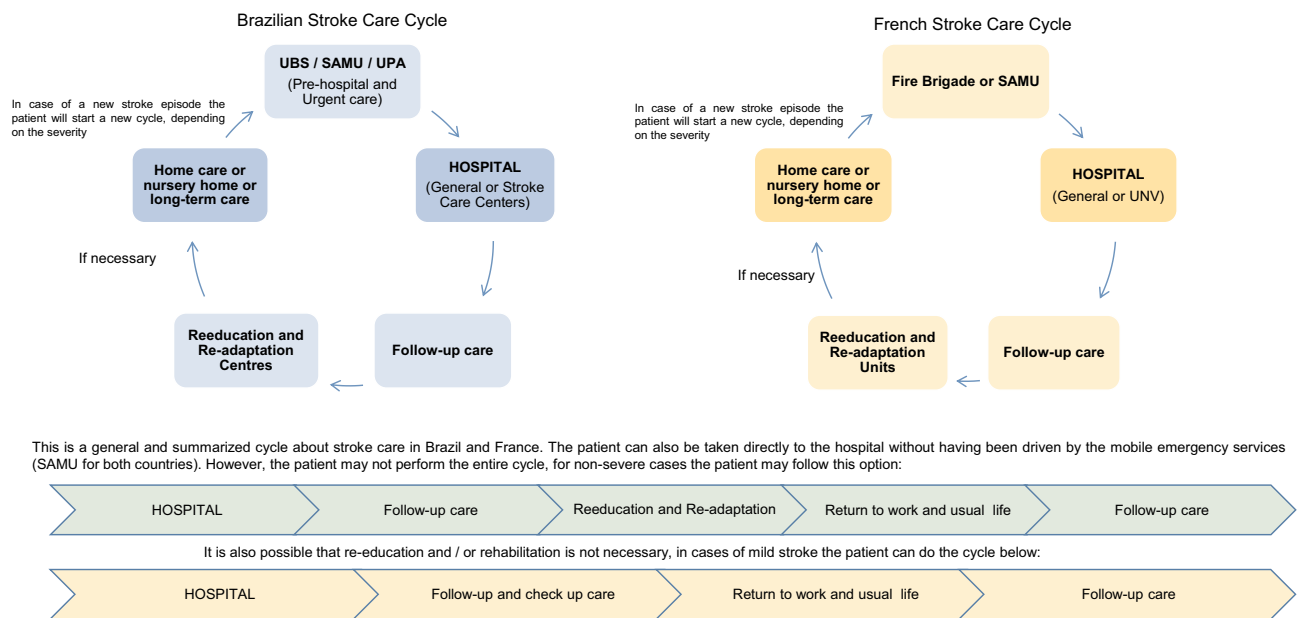 Brazilian Stroke Care Cycle
UBS / SAMU / UPA
(Pre-hospital and
Urgent care)
In case of a new stroke episode the
patient will start a new cycle, depending
on the severity
Home care or
nursery home or
long-term care
HOSPITAL
(General or Stroke
Care Centers)
If necessary
Reeducation and
Re-adaptation
Centres
Follow-up care
French Stroke Care Cycle
Fire Brigade or SAMU
In case of a new stroke episode the
patient will start a new cycle, depending
on the severity
Home care or
nursery home or
long-term care
HOSPITAL
(General or UNV)
If necessary
Reeducation and
Re-adaptation
Units
Follow-up care
This is a general and summarized cycle about stroke care in Brazil and France. The patient can also be taken directly to the hospital without having been driven by the mobile emergency services
(SAMU for both countries). However, the patient may not perform the entire cycle, for non-severe cases the patient may follow this option:
HOSPITAL
Follow-up care
Reeducation and Re-adaptation
Return to work and usual life
Follow-up care
It is also possible that re-education and / or rehabilitation is not necessary, in cases of mild stroke the patient can do the cycle below:
HOSPITAL
Follow-up and check up care
Return to work and usual life
Follow-up care